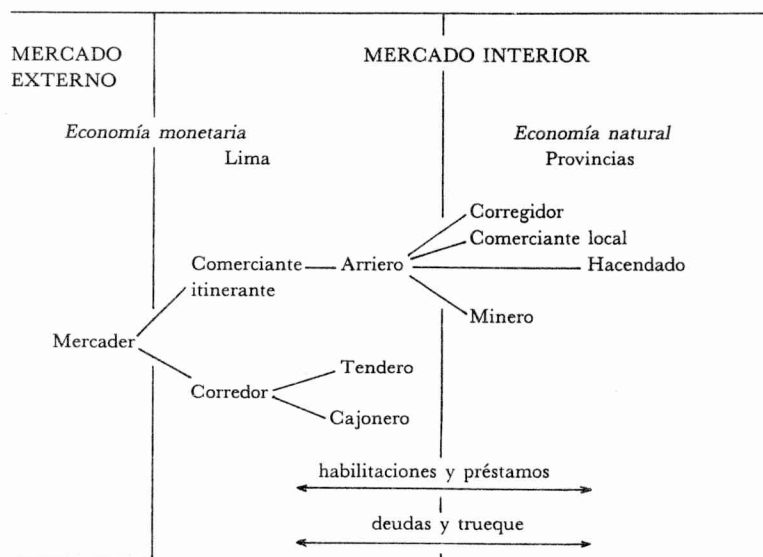 MERCADO
EXTERNO
MERCADO INTERIOR
Economía monetaria
Lima
Economía natural
Provincias
Corregidor
Comerciante local
Comerciante
itinerante
Arriero
Hacendado
Minero
Mercader
Tendero
Corredor
Cajonero
habilitaciones y préstamos
deudas y trueque